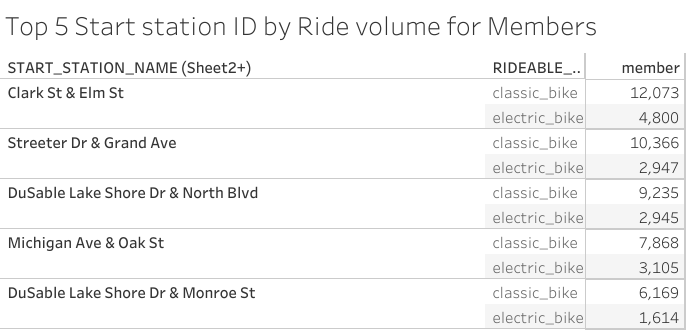 Top 5 Start station ID by Ride volume for Members
START_STATION_NAME (Sheet2+) RIDEABLE_.. member
Clark St & Elm St classic_bike 12,073
electric_bike 4,800
Streeter Dr & Grand Ave classic_bike 10,366
electric_bike 2,947
DuSable Lake Shore Dr & North Blvd classic_bike 9,235
electric_bike 2,945
Michigan Ave & Oak St classic_bike 7,868
electric_bike 3,105
DuSable Lake Shore Dr & Monroe St classic_bike 6,169
electric_bike 1,614